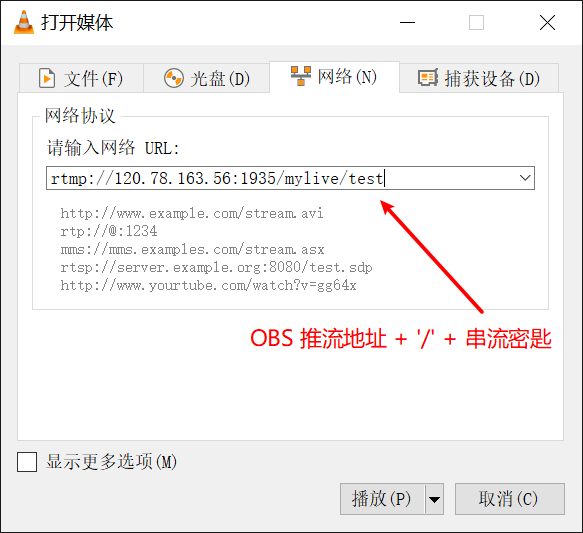 打开媒体
文件(F)
光盘(D)
网络(N)
捕获设备(D)
网络协议
请输入网络 URL:
rtmp://120.78.163.56:1935/mylive/test
http://www.example.com/stream.avi
rtp://@:1234
mms://mms.examples.com/stream.asx
rtsp://server.example.org:8080/test.sdp
http://www.yourtube.com/watch?v=gg64x
OBS 推流地址 + '/' + 串流密匙
显示更多选项(M)
播放(P)
取消(C)